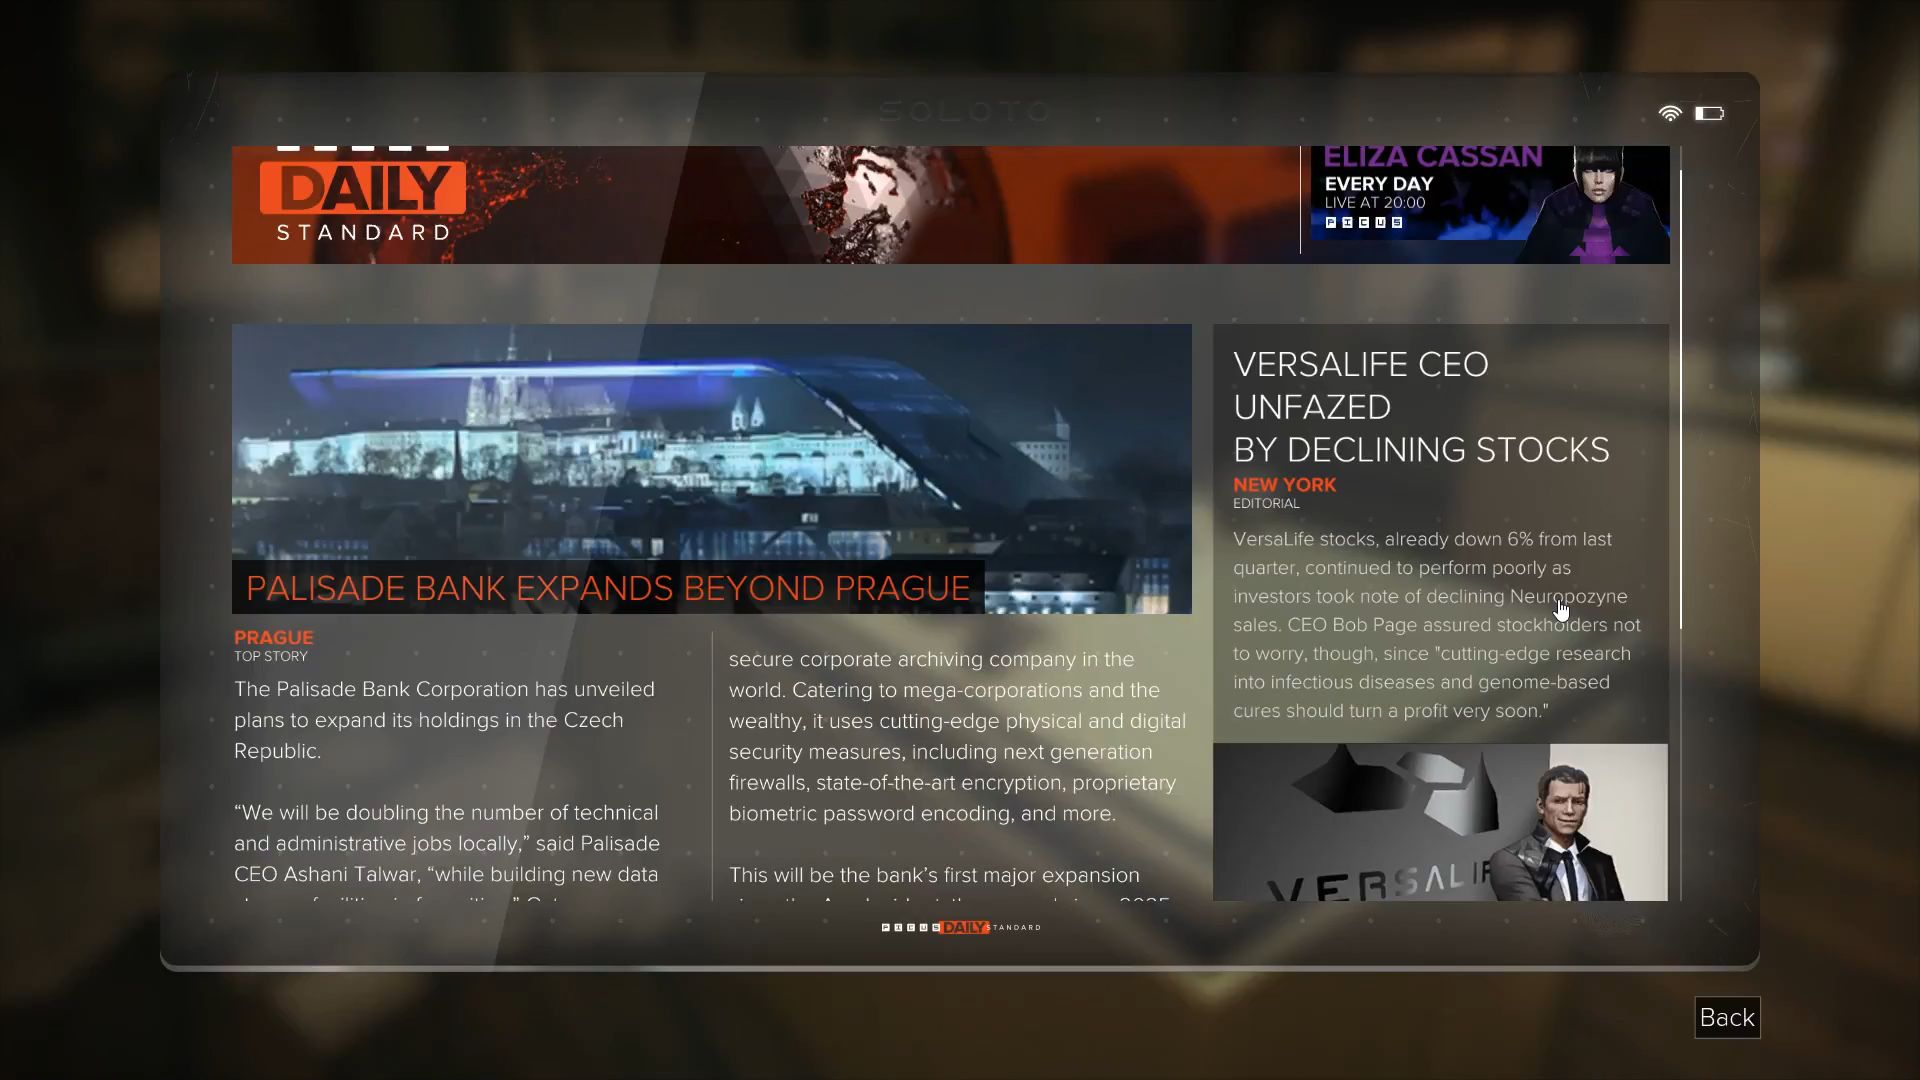 SOLOTO
DAILY
STANDARD
ELIZA CASSAN
EVERY DAY
LIVE AT 20:00
PICUS
PALISADE BANK EXPANDS BEYOND PRAGUE
PRAGUE
TOP STORY
The Palisade Bank Corporation has unveiled
plans to expand its holdings in the Czech
Republic.
“We will be doubling the number of technical
and administrative jobs locally,” said Palisade
CEO Ashani Talwar, “while building new data
secure corporate archiving company in the
world. Catering to mega-corporations and the
wealthy, it uses cutting-edge physical and digital
security measures, including next generation
firewalls, state-of-the-art encryption, proprietary
biometric password encoding, and more.
This will be the bank’s first major expansion
VERSALIFE CEO
UNFAZED
BY DECLINING STOCKS
NEW YORK
EDITORIAL
VersaLife stocks, already down 6% from last
quarter, continued to perform poorly as
investors took note of declining Neuropozyne
sales. CEO Bob Page assured stockholders not
to worry, though, since "cutting-edge research
into infectious diseases and genome-based
cures should turn a profit very soon."
VERSALIF
PICUS DAILY STANDARD
Back